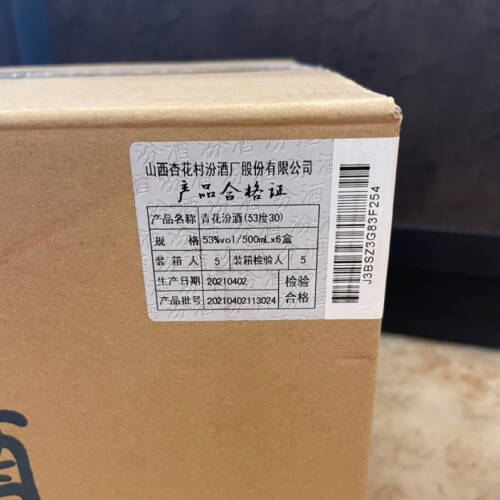 山西杏花村汾酒厂股份有限公司
产品合格证
产品名称 青花汾酒(53度30)
规格 53%vol/500mL×6盒
装箱人 5 装箱检验人 5
生产日期 20210402 检验
产品批号 20210402113024 合格
J3BSZ3G83F254
酒